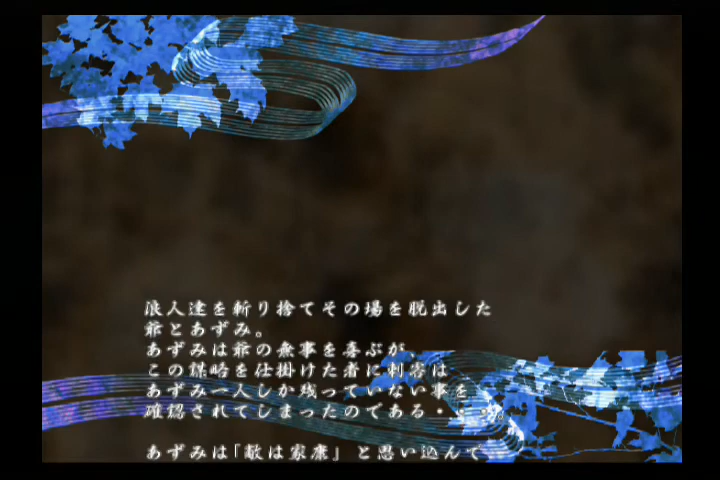 浪人達を斬り捨てその場を脱出した
爺とあずみ。
あずみは爺の無事を喜ぶが、
この謀略を仕掛けた者に刺客は
あずみ一人しか残っていない事を
確認されてしまったのである・・・。
あずみは「敵は家康」と思い込んで